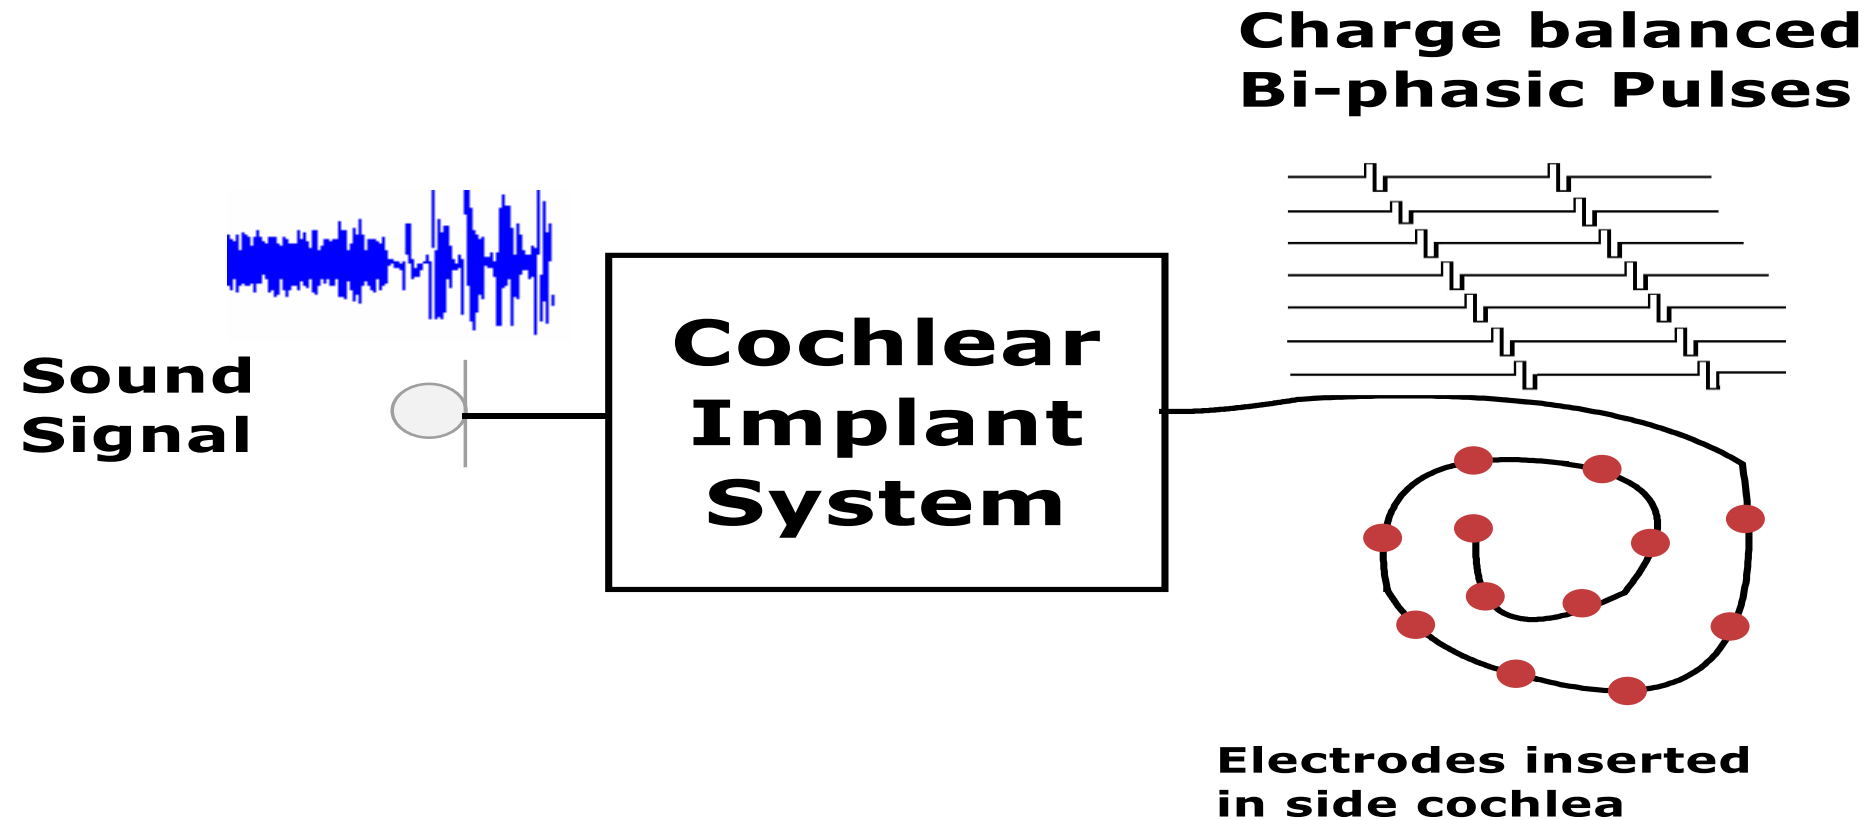 Charge balanced
Bi-phasic Pulses
Sound
Signal
Cochlear
Implant
System
Electrodes inserted
in side cochlea